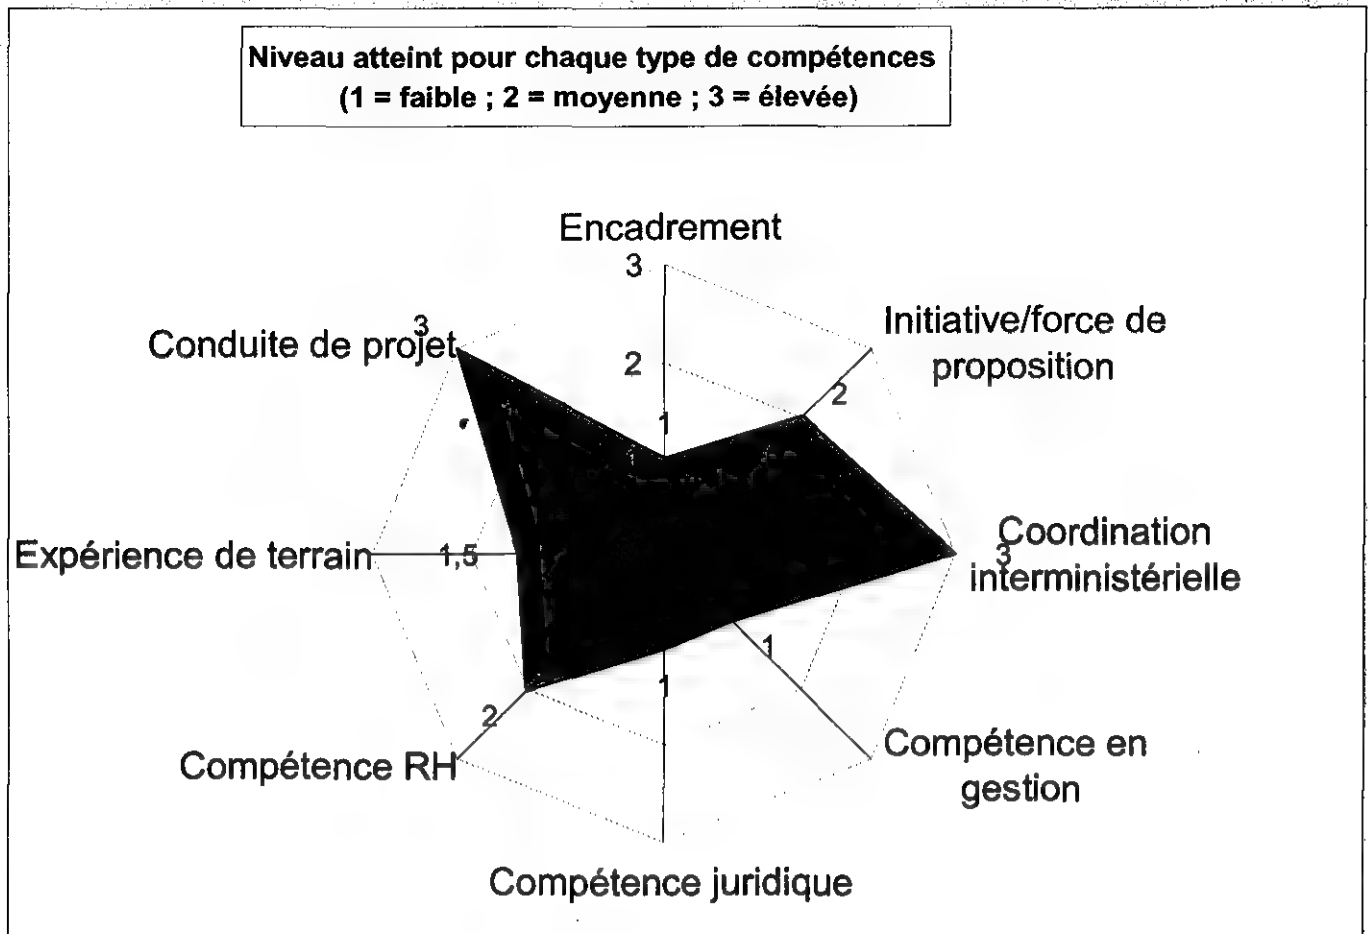 Niveau atteint pour chaque type de compétences
(1 = faible ; 2 = moyenne ; 3 = élevée)
Encadrement
3
2
1
1
Initiative/force de
proposition
2
Coordination
interministérielle
3
Compétence en
gestion
1
Compétence juridique
1
Compétence RH
2
Expérience de terrain
1,5
Conduite de projet
3